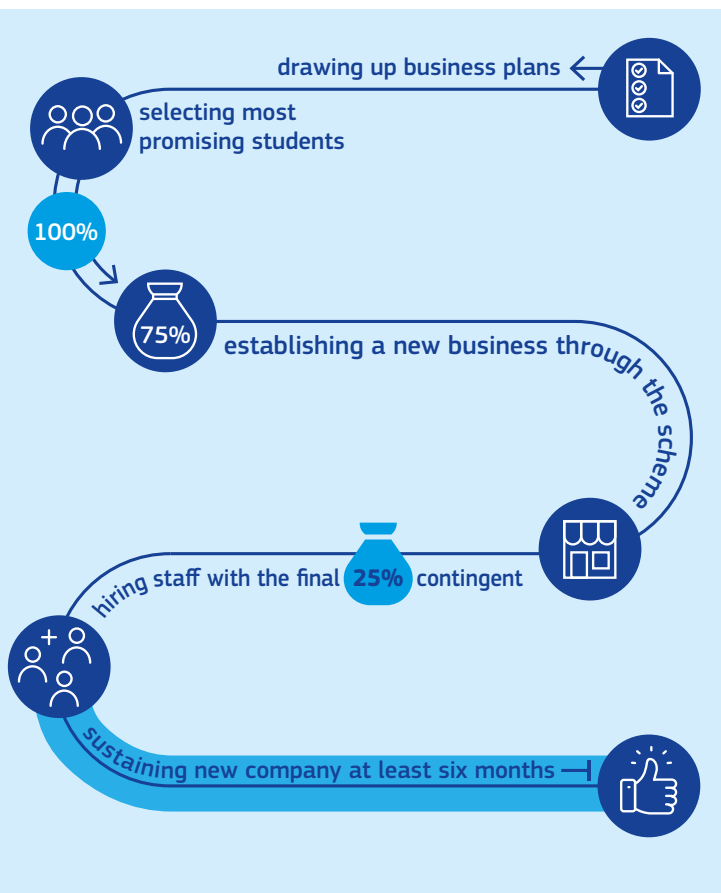 drawing up business plans
selecting most
promising students
100%
75%
establishing a new business through the scheme
hiring staff with the final 25% contingent
sustaining new company at least six months